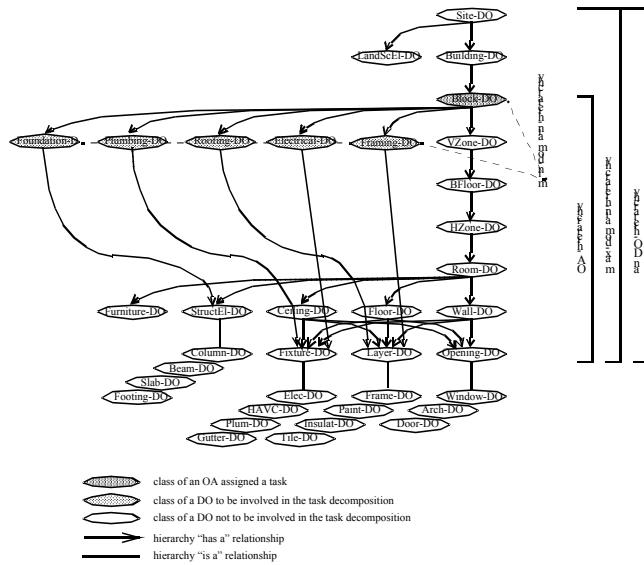 Site-DO
LandScEl-DO Building-DO
Block-DO
Foundation-D Plumbing-DO Roofing-DO Electrical-DO Framing-DO VZone-DO
BFloor-DO
HZone-DO
Room-DO
Furniture-DO StructEl-DO Ceiling-DO Floor-DO Wall-DO
Column-DO Fixture-DO Layer-DO Opening-DO
Beam-DO
Slab-DO
Footing-DO Elec-DO Frame-DO Window-DO
HAVC-DO Paint-DO Arch-DO
Plum-DO Insulat-DO Door-DO
Gutter-DO Tile-DO
class of an OA assigned a task
class of a DO to be involved in the task decomposition
class of a DO not to be involved in the task decomposition
hierarchy “has a” relationship
hierarchy “is a” relationship